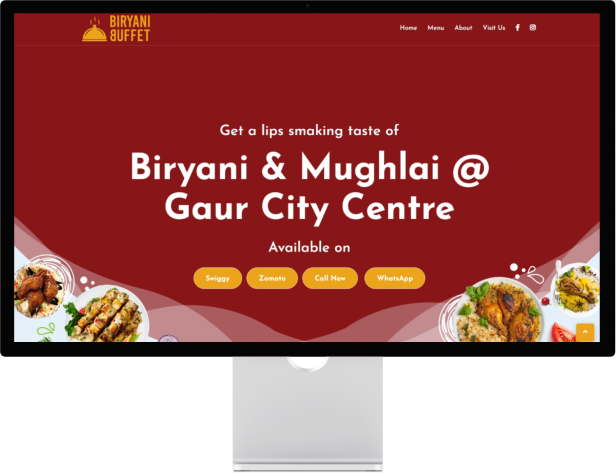 BIRYANI
BUFFET
Home Menu About Visit Us
Get a lips smaking taste of
Biryani & Mughlai @
Gaur City Centre
Available on
Swiggy Zomato Call Now WhatsApp